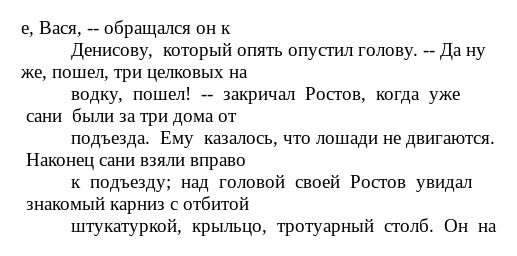 е, Вася, -- обращался он к
Денисову, который опять опустил голову. -- Да ну
же, пошел, три целковых на
водку, пошел! -- закричал Ростов, когда уже
сани были за три дома от
подъезда. Ему казалось, что лошади не двигаются.
Наконец сани взяли вправо
к подъезду; над головой своей Ростов увидал
знакомый карниз с отбитой
штукатуркой, крыльцо, тротуарный столб. Он на